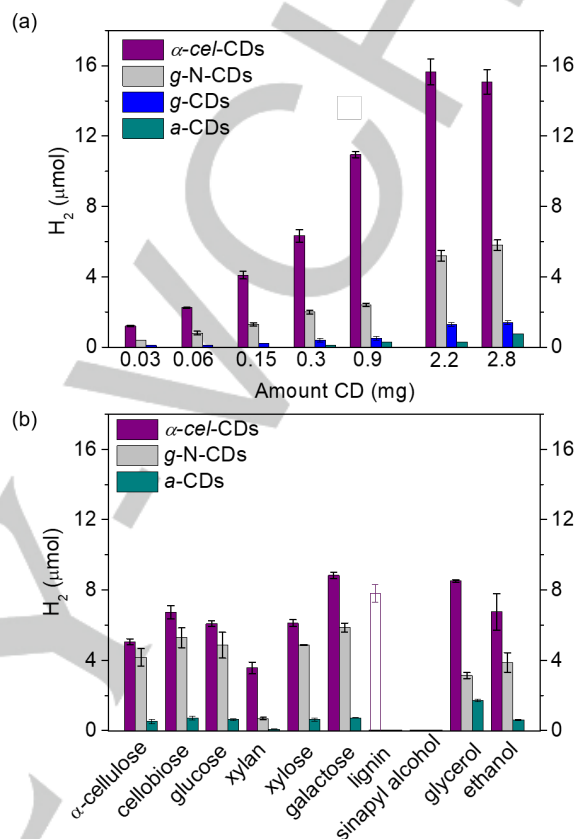 (a)
α-cel-CDs
g-N-CDs
g-CDs
a-CDs
H2 (μmol)
16
12
8
4
0
16
12
8
4
0
0.03 0.06 0.15 0.3 0.9 2.2 2.8
Amount CD (mg)
(b)
α-cel-CDs
g-N-CDs
a-CDs
H2 (μmol)
16
12
8
4
0
16
12
8
4
0
α-cellulose
cellobiose
glucose
xylan
xylose
galactose
lignin
sinapyl alcohol
glycerol
ethanol